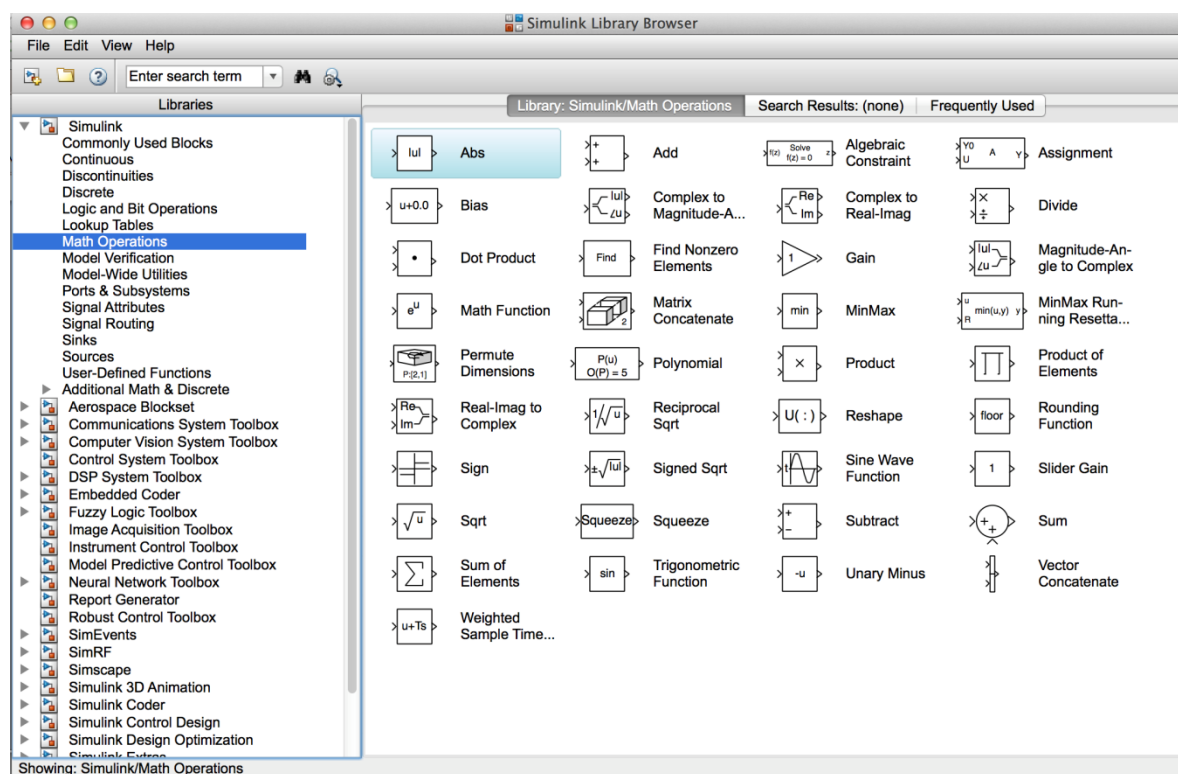 Simulink Library Browser
File Edit View Help
Enter search term
Libraries
Library: Simulink/Math Operations Search Results: (none) Frequently Used
Simulink
Commonly Used Blocks
Continuous
Discontinuities
Discrete
Logic and Bit Operations
Lookup Tables
Math Operations
Model Verification
Model-Wide Utilities
Ports & Subsystems
Signal Attributes
Signal Routing
Sinks
Sources
User-Defined Functions
Additional Math & Discrete
Aerospace Blockset
Communications System Toolbox
Computer Vision System Toolbox
Control System Toolbox
DSP System Toolbox
Embedded Coder
Fuzzy Logic Toolbox
Image Acquisition Toolbox
Instrument Control Toolbox
Model Predictive Control Toolbox
Neural Network Toolbox
Report Generator
Robust Control Toolbox
SimEvents
SimRF
Simscape
Simulink 3D Animation
Simulink Coder
Simulink Control Design
Simulink Design Optimization
Simulink Extras
|u| Abs
+
+
Add
f(z) Solve
f(z) = 0 z
Algebraic
Constraint
Y0
U A Y
Assignment
u+0.0 Bias
|u|
∠u
Complex to
Magnitude-A...
Re
Im
Complex to
Real-Imag
×
÷
Divide
Dot Product
Find
Find Nonzero
Elements
1 Gain
|u|
∠u
Magnitude-An-
gle to Complex
e^u Math Function
2
Matrix
Concatenate
min MinMax
u
R min(u,y) y
MinMax Run-
ning Resetta...
P:[2,1]
Permute
Dimensions
P(u)
O(P) = 5
Polynomial
× Product
∏
Product of
Elements
Re
Im
Real-Imag to
Complex
1/√u
Reciprocal
Sqrt
U( : ) Reshape
floor
Rounding
Function
Sign
±√|u| Signed Sqrt
t
Sine Wave
Function
1 Slider Gain
√u Sqrt
Squeeze Squeeze
+
−
Subtract
+
+
Sum
∑
Sum of
Elements
sin
Trigonometric
Function
-u Unary Minus
Vector
Concatenate
u+Ts
Weighted
Sample Time...
Showing: Simulink/Math Operations